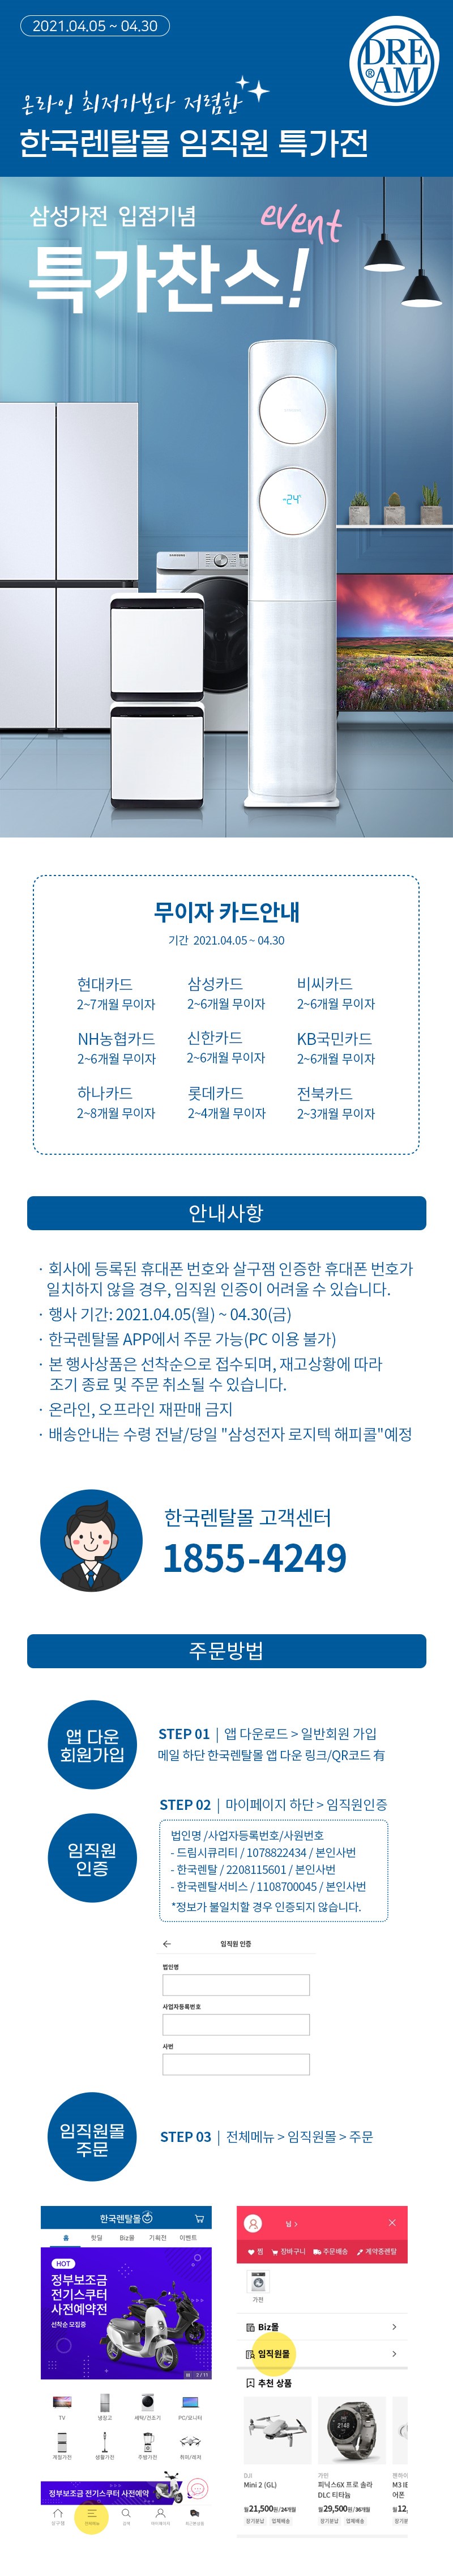 2021.04.05 ~ 04.30
DRE
®AM
온라인 최저가보다 저렴한
한국렌탈몰 임직원 특가전
삼성가전 입점기념
event
특가찬스!
SAMSUNG
24
무이자 카드안내
기간 2021.04.05 ~ 04.30
현대카드 삼성카드 비씨카드
2~7개월 무이자 2~6개월 무이자 2~6개월 무이자
NH농협카드 신한카드 KB국민카드
2~6개월 무이자 2~6개월 무이자 2~6개월 무이자
하나카드 롯데카드 전북카드
2~8개월 무이자 2~4개월 무이자 2~3개월 무이자
안내사항
· 회사에 등록된 휴대폰 번호와 살구잼 인증한 휴대폰 번호가
일치하지 않을 경우, 임직원 인증이 어려울 수 있습니다.
· 행사 기간: 2021.04.05(월) ~ 04.30(금)
· 한국렌탈몰 APP에서 주문 가능(PC 이용 불가)
· 본 행사상품은 선착순으로 접수되며, 재고상황에 따라
조기 종료 및 주문 취소될 수 있습니다.
· 온라인, 오프라인 재판매 금지
· 배송안내는 수령 전날/당일 "삼성전자 로지텍 해피콜"예정
한국렌탈몰 고객센터
1855-4249
주문방법
앱 다운
회원가입
STEP 01 | 앱 다운로드 > 일반회원 가입
메일 하단 한국렌탈몰 앱 다운 링크/QR코드 有
임직원
인증
STEP 02 | 마이페이지 하단 > 임직원인증
법인명 /사업자등록번호/사원번호
- 드림시큐리티 / 1078822434 / 본인사번
- 한국렌탈 / 2208115601 / 본인사번
- 한국렌탈서비스 / 1108700045 / 본인사번
*정보가 불일치할 경우 인증되지 않습니다.
← 임직원 인증
법인명
사업자등록번호
사번
임직원몰
주문
STEP 03 | 전체메뉴 > 임직원몰 > 주문
한국렌탈몰
홈 핫딜 Biz몰 기획전 이벤트
HOT
정부보조금
전기스쿠터
사전예약전
선착순 모집중
2 / 11
TV 냉장고 세탁/건조기 PC/모니터
계절가전 생활가전 주방가전 취미/레저
정부보조금 전기스쿠터 사전예약
살구잼 전체메뉴 검색 마이페이지 최근본상품
님 >
찜 장바구니 주문배송 계약중렌탈
가전
Biz몰
임직원몰
추천 상품
DJI
Mini 2 (GL)
월21,500원/24개월
장기분납 업체배송
가민
피닉스6X 프로 솔라
DLC 티타늄
월29,500원/36개월
장기분납 업체배송
젠하이
M3 IE
어폰
월12,
장기분